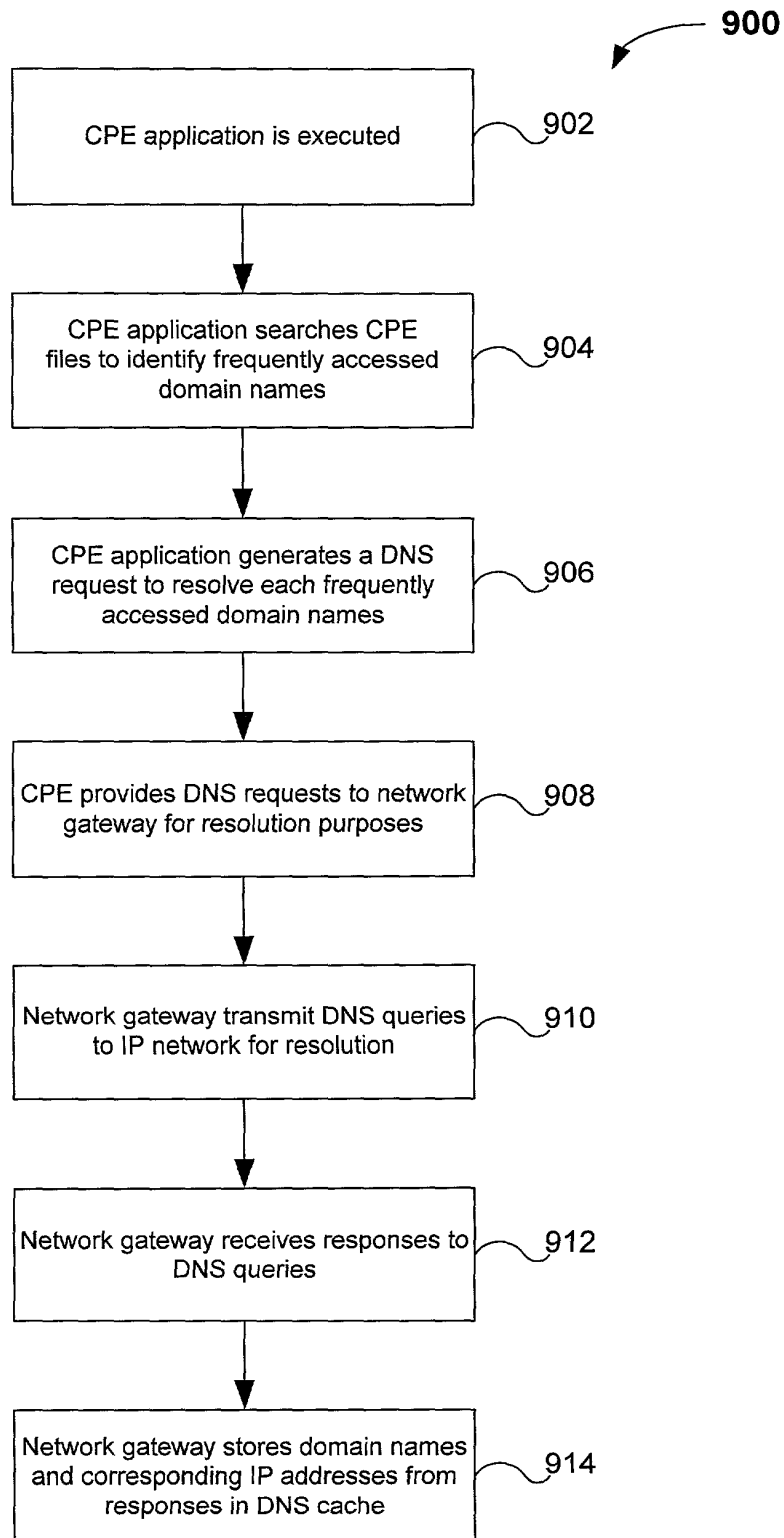 900
CPE application is executed
902
CPE application searches CPE
files to identify frequently accessed
domain names
904
CPE application generates a DNS
request to resolve each frequently
accessed domain names
906
CPE provides DNS requests to network
gateway for resolution purposes
908
Network gateway transmit DNS queries
to IP network for resolution
910
Network gateway receives responses to
DNS queries
912
Network gateway stores domain names
and corresponding IP addresses from
responses in DNS cache
914